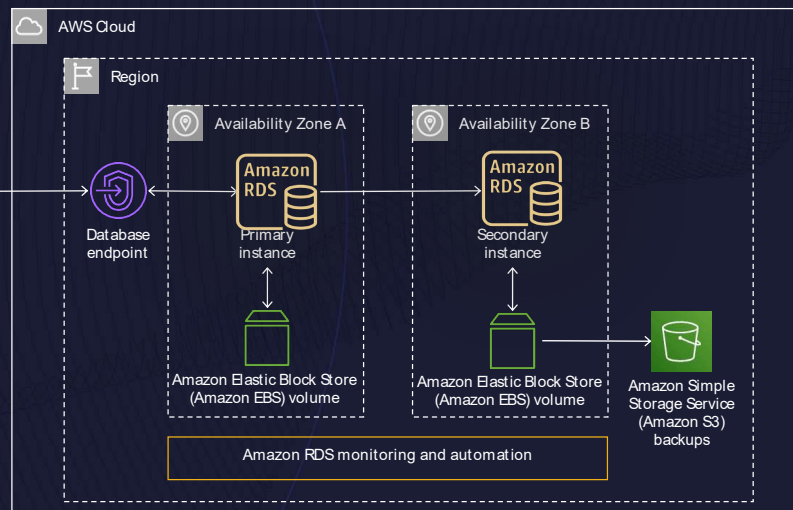 AWS Cloud
Region
Availability Zone A
Availability Zone B
Amazon
RDS
Amazon
RDS
Database
endpoint
Primary
instance
Secondary
instance
Amazon Elastic Block Store
(Amazon EBS) volume
Amazon Elastic Block Store
(Amazon EBS) volume
Amazon Simple
Storage Service
(Amazon S3)
backups
Amazon RDS monitoring and automation